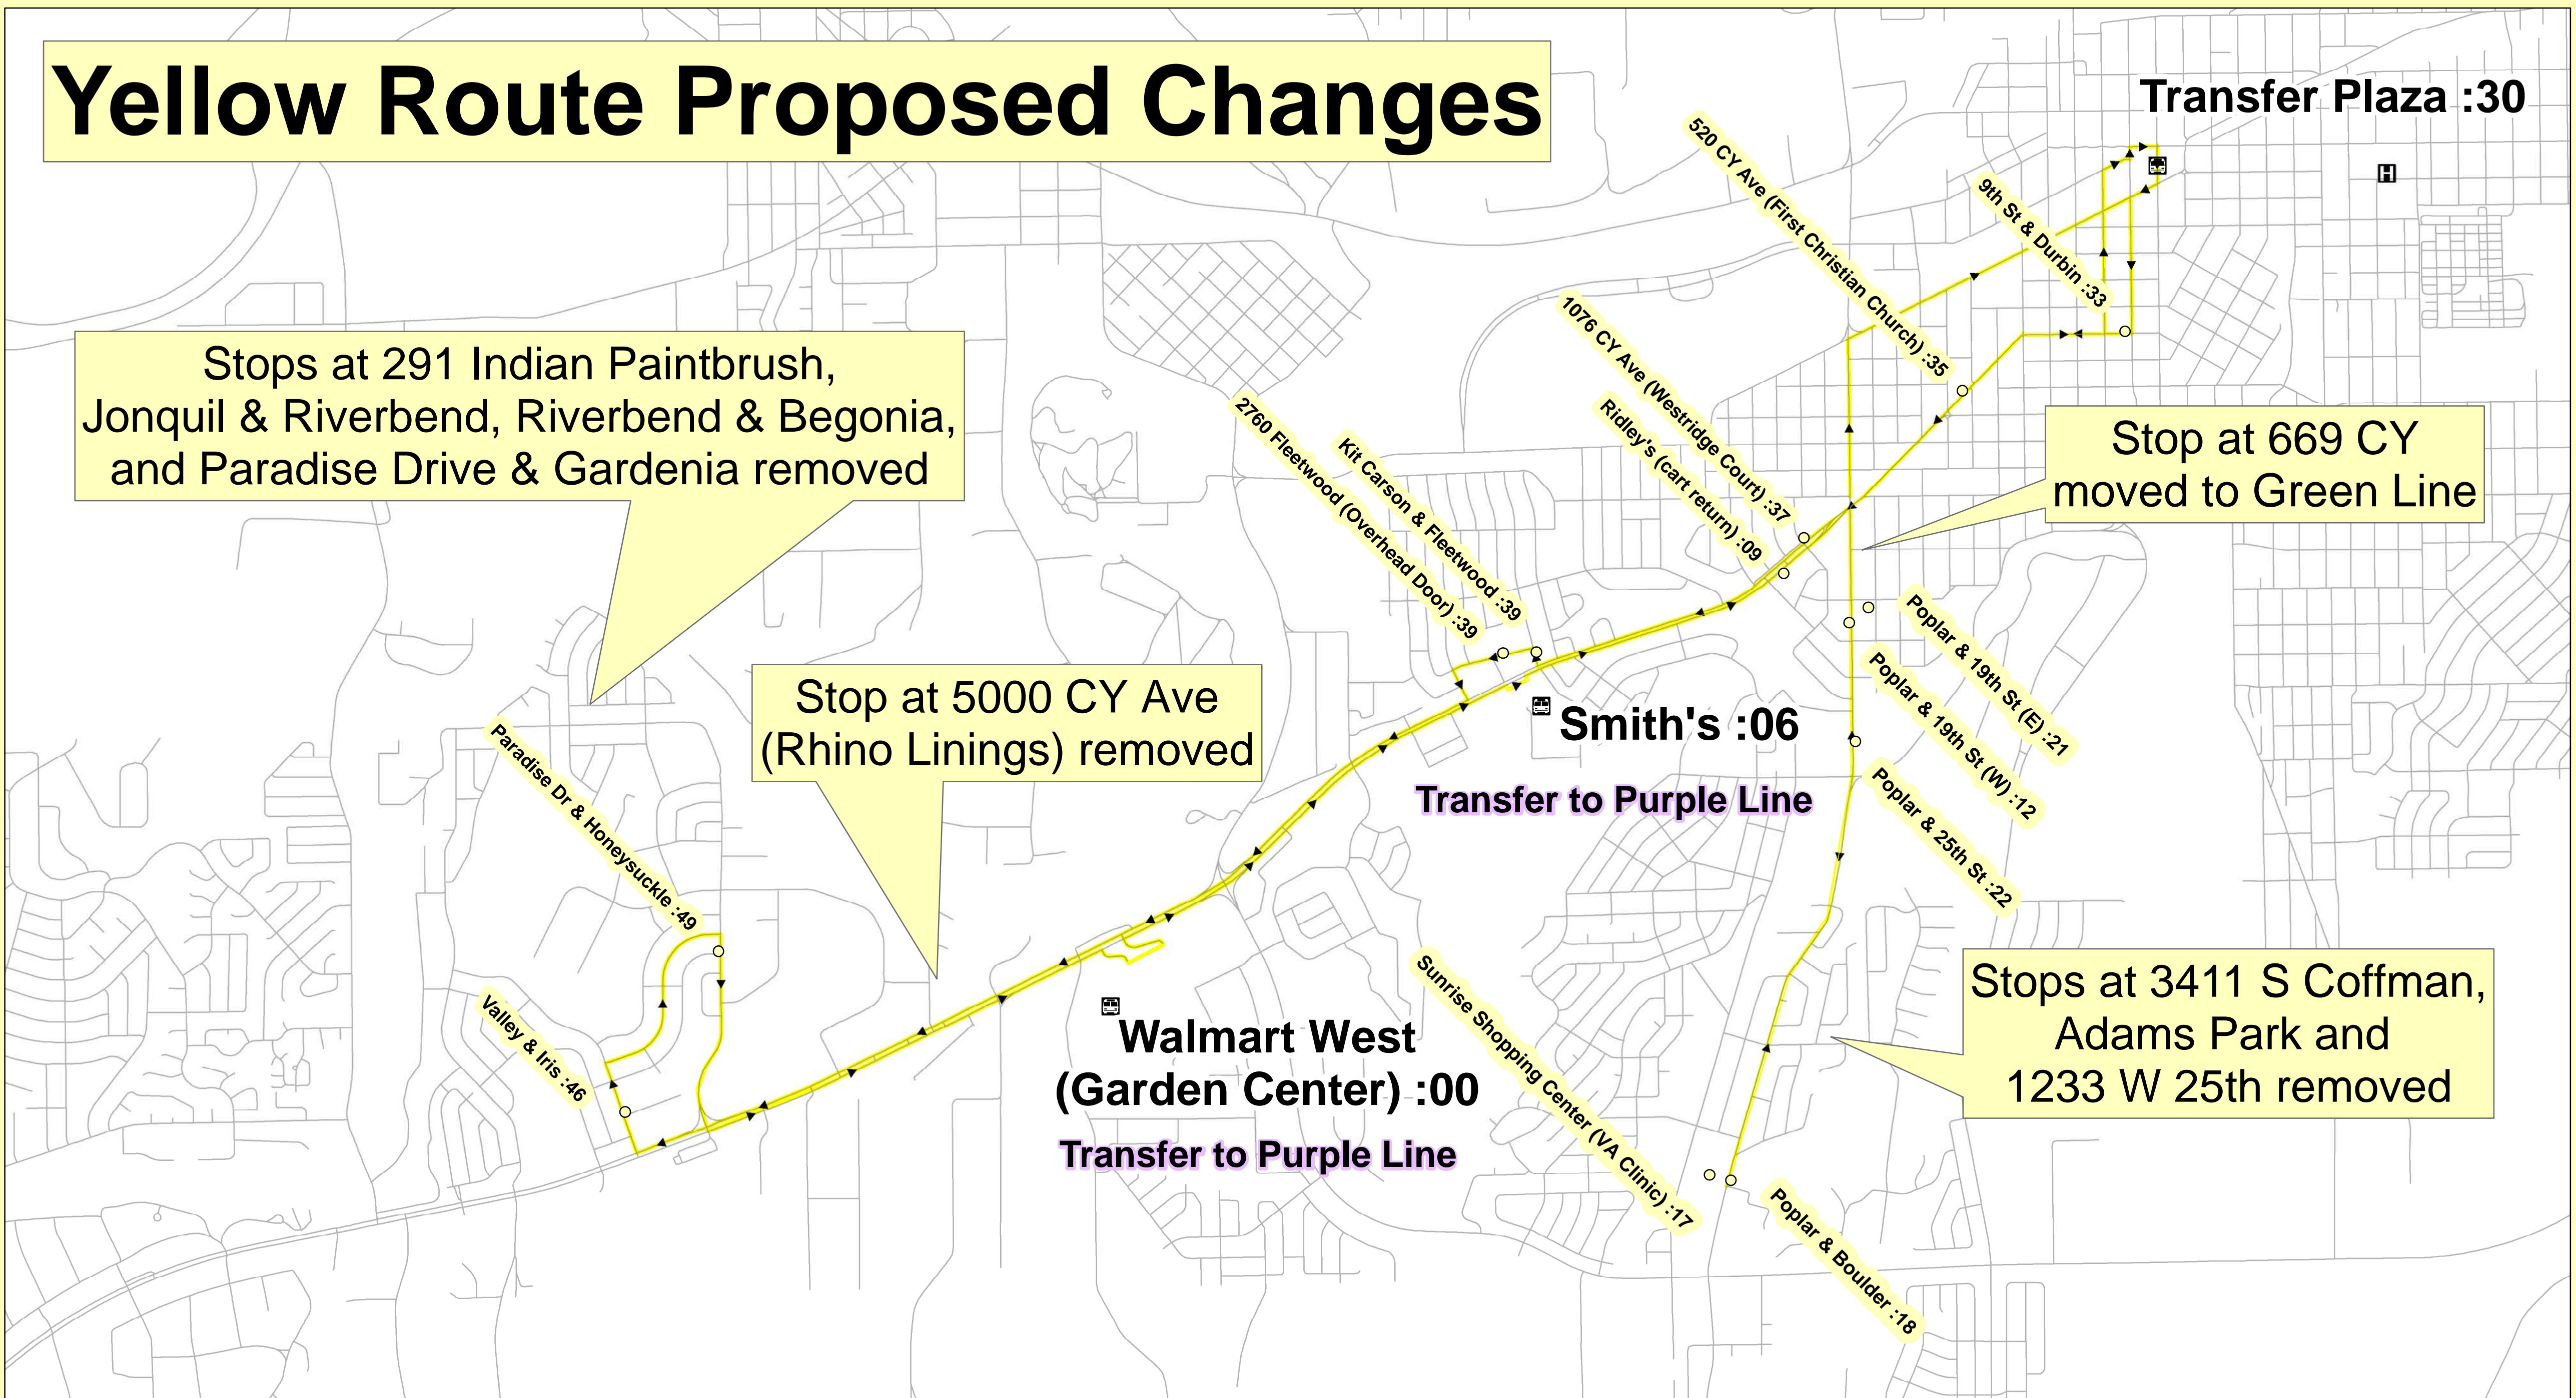 Yellow Route Proposed Changes
Transfer Plaza :30
H
520 CY Ave (First Christian Church) :35
9th St & Durbin :33
1076 CY Ave (Westridge Court) :37
Ridley's (cart return) :09
Kit Carson & Fleetwood :39
2760 Fleetwood (Overhead Door) :39
Stops at 291 Indian Paintbrush,
Jonquil & Riverbend, Riverbend & Begonia,
and Paradise Drive & Gardenia removed
Stop at 669 CY
moved to Green Line
Stop at 5000 CY Ave
(Rhino Linings) removed
Smith's :06
Transfer to Purple Line
Poplar & 19th St (E) :21
Poplar & 19th St (W) :12
Poplar & 25th St :22
Paradise Dr & Honeysuckle :49
Valley & Iris :46
Walmart West
(Garden Center) :00
Transfer to Purple Line
Sunrise Shopping Center (VA Clinic) :17
Stops at 3411 S Coffman,
Adams Park and
1233 W 25th removed
Poplar & Boulder :18